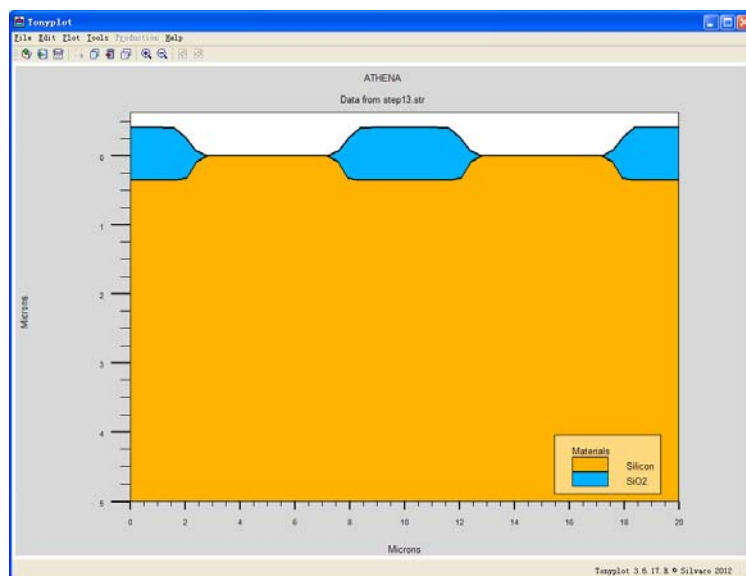 Tonyplot
File Edit Plot Tools Production Help
ATHENA
Data from step13.str
0
1
2
3
4
5
Microns
0 2 4 6 8 10 12 14 16 18 20
Microns
Materials
Silicon
SiO2
Tonyplot 3.6.17.R © Silvaco 2012